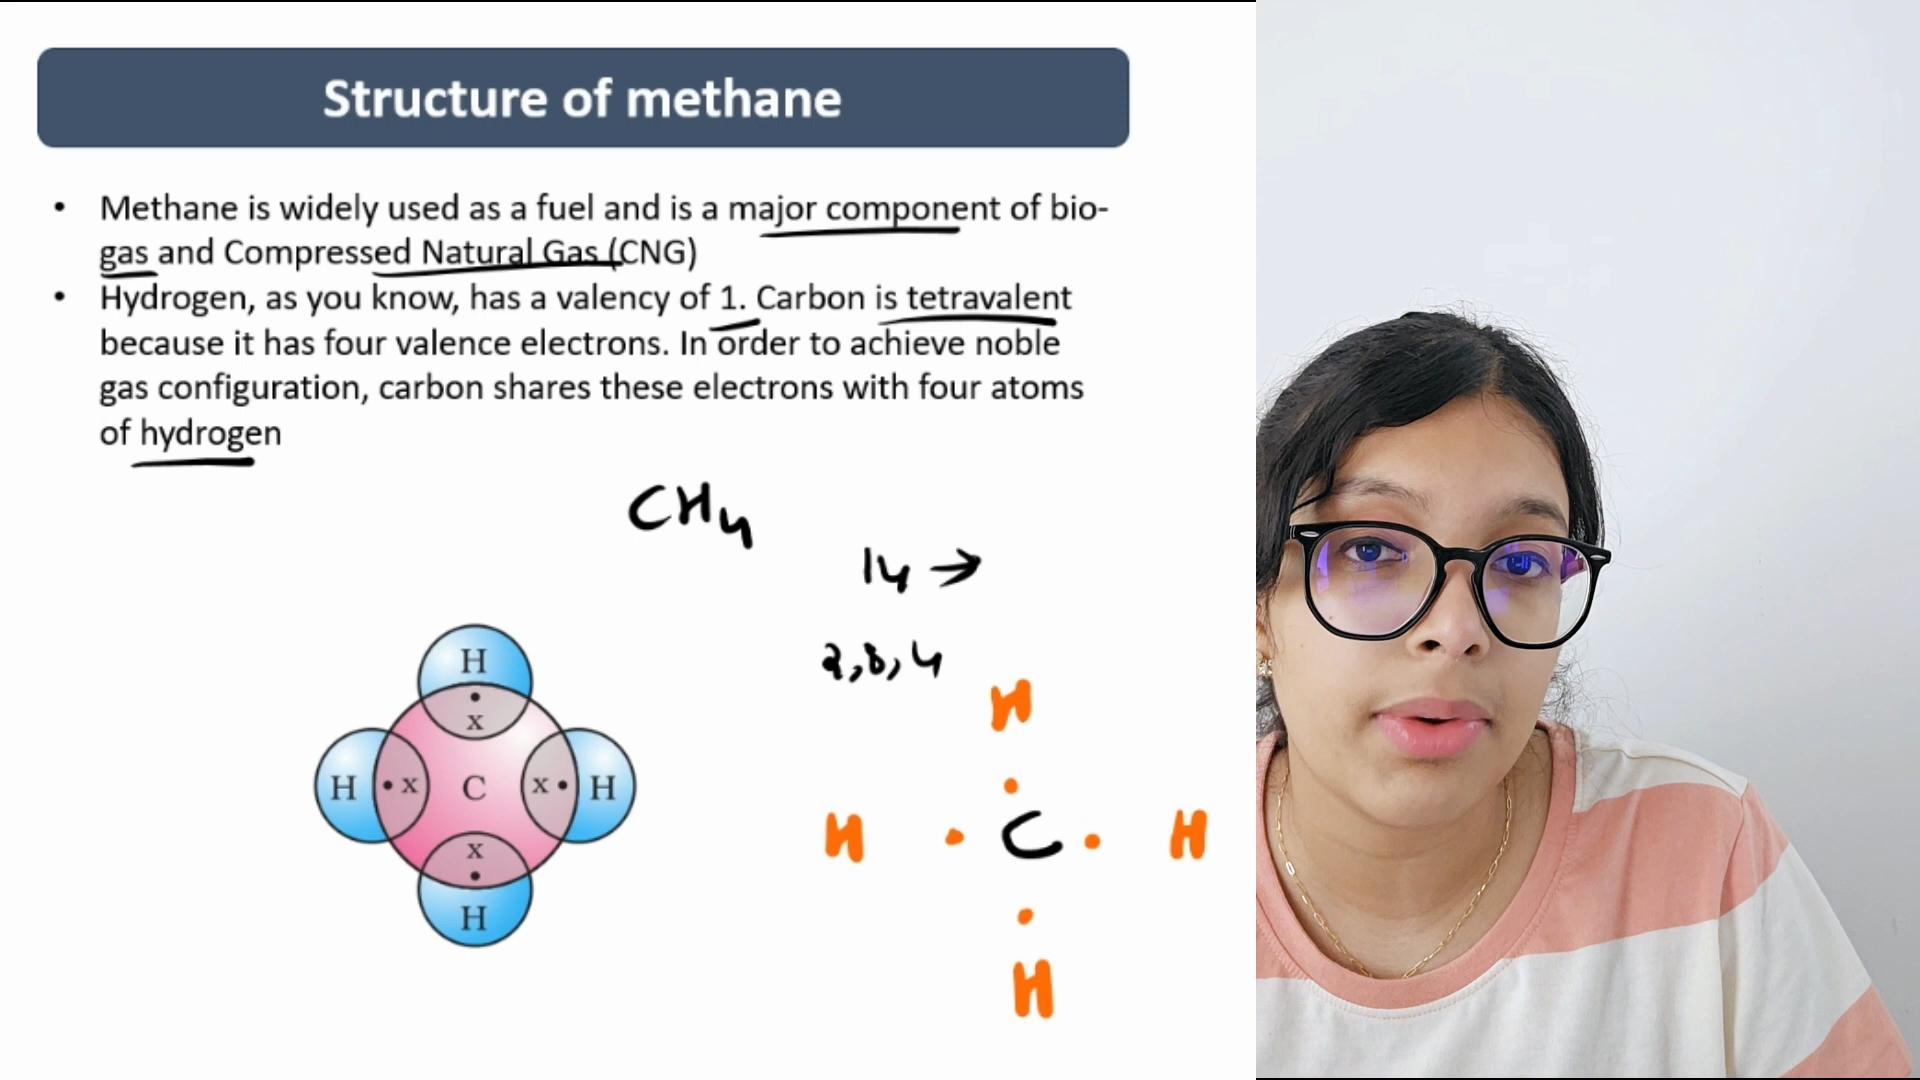 Structure of methane
• Methane is widely used as a fuel and is a major component of bio-
gas and Compressed Natural Gas (CNG)
• Hydrogen, as you know, has a valency of 1. Carbon is tetravalent
because it has four valence electrons. In order to achieve noble
gas configuration, carbon shares these electrons with four atoms
of hydrogen
CH4
14 →
2,8,4
H
• x
H • x C x • H
x •
H
H
H • C • H
H